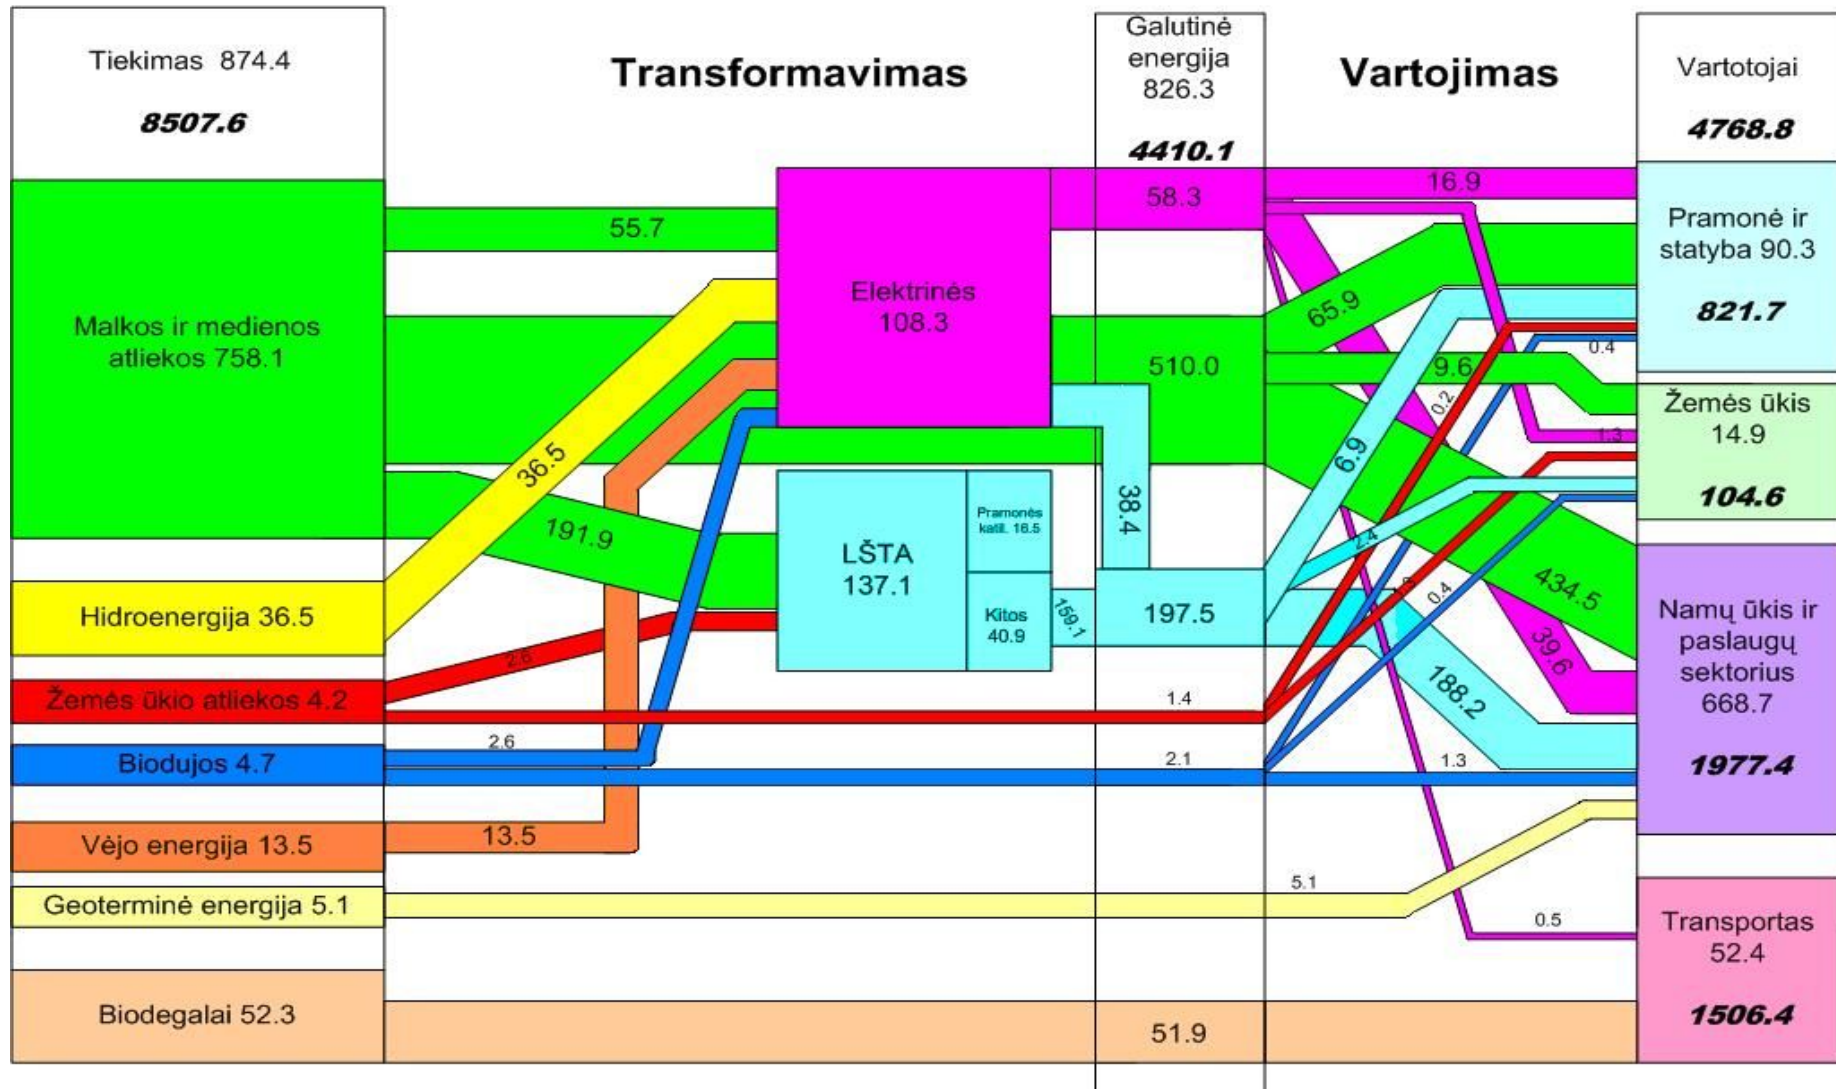 Tiekimas 874.4
8507.6
Malkos ir medienos
atliekos 758.1
Hidroenergija 36.5
Žemės ūkio atliekos 4.2
Biodujos 4.7
Vėjo energija 13.5
Geoterminė energija 5.1
Biodegalai 52.3
Transformavimas
55.7
36.5
191.9
2.6
2.6
13.5
Elektrinės
108.3
LŠTA
137.1
Pramonės
katil. 16.5
Kitos
40.9
159.1
38.4
Galutinė
energija
826.3
4410.1
58.3
510.0
197.5
1.4
2.1
51.9
Vartojimas
16.9
65.9
9.6
0.4
0.2
1.3
6.9
2.4
0.4
434.5
39.6
188.2
1.3
5.1
0.5
Vartotojai
4768.8
Pramonė ir
statyba 90.3
821.7
Žemės ūkis
14.9
104.6
Namų ūkis ir
paslaugų
sektorius
668.7
1977.4
Transportas
52.4
1506.4